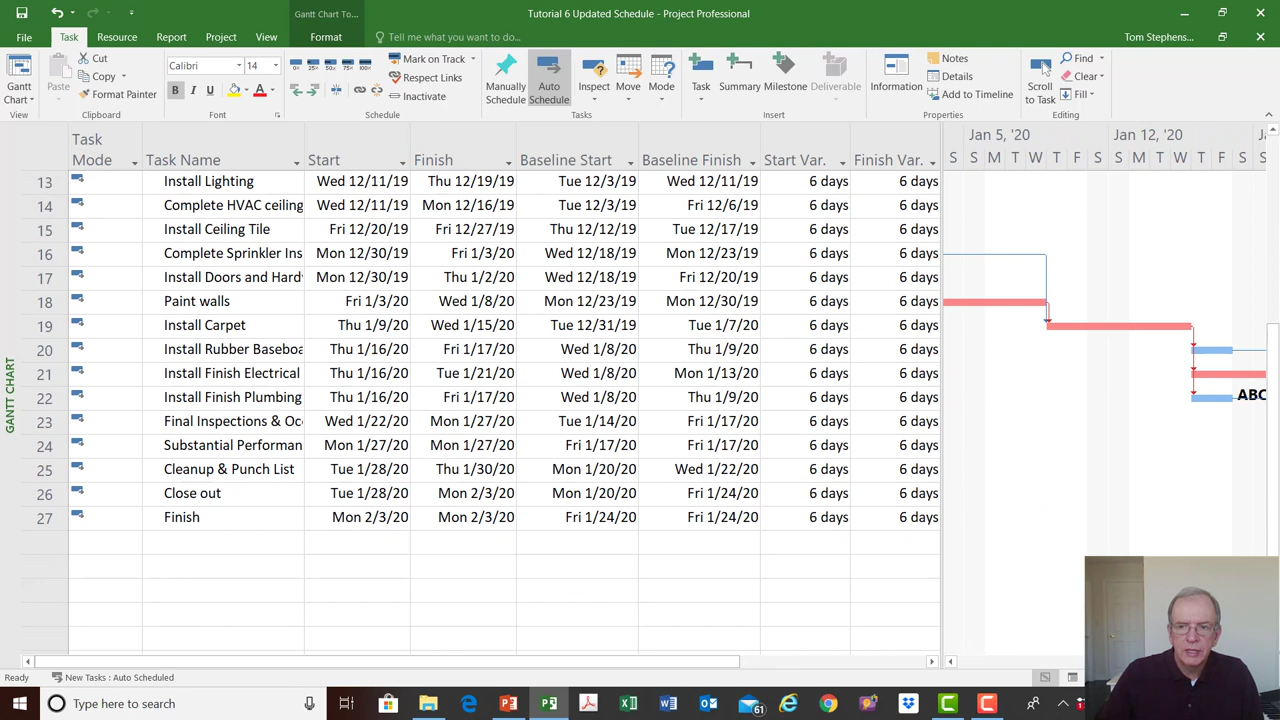 Gantt Chart To...
Tutorial 6 Updated Schedule - Project Professional
File Task Resource Report Project View Format Tell me what you want to do... Tom Stephens...
Gantt Chart
Paste
Cut
Copy
Format Painter
Clipboard
Calibri 14
B I U A
Font
0% 25% 50% 75% 100%
Mark on Track
Respect Links
Inactivate
Schedule
Manually Schedule
Auto Schedule
Inspect
Move
Mode
Tasks
Task
Summary
Milestone
Deliverable
Insert
Information
Notes
Details
Add to Timeline
Properties
Scroll to Task
Find
Clear
Fill
Editing
GANTT CHART
Task Mode Task Name Start Finish Baseline Start Baseline Finish Start Var. Finish Var.
Jan 5, '20 Jan 12, '20 J
S S M T W T F S S M T W T F S S
13 Install Lighting Wed 12/11/19 Thu 12/19/19 Tue 12/3/19 Wed 12/11/19 6 days 6 days
14 Complete HVAC ceiling Wed 12/11/19 Mon 12/16/19 Tue 12/3/19 Fri 12/6/19 6 days 6 days
15 Install Ceiling Tile Fri 12/20/19 Fri 12/27/19 Thu 12/12/19 Tue 12/17/19 6 days 6 days
16 Complete Sprinkler Ins Mon 12/30/19 Fri 1/3/20 Wed 12/18/19 Mon 12/23/19 6 days 6 days
17 Install Doors and Hard Mon 12/30/19 Thu 1/2/20 Wed 12/18/19 Fri 12/20/19 6 days 6 days
18 Paint walls Fri 1/3/20 Wed 1/8/20 Mon 12/23/19 Mon 12/30/19 6 days 6 days
19 Install Carpet Thu 1/9/20 Wed 1/15/20 Tue 12/31/19 Tue 1/7/20 6 days 6 days
20 Install Rubber Baseboa Thu 1/16/20 Fri 1/17/20 Wed 1/8/20 Thu 1/9/20 6 days 6 days
21 Install Finish Electrical Thu 1/16/20 Tue 1/21/20 Wed 1/8/20 Mon 1/13/20 6 days 6 days
22 Install Finish Plumbing Thu 1/16/20 Fri 1/17/20 Wed 1/8/20 Thu 1/9/20 6 days 6 days ABC
23 Final Inspections & Occ Wed 1/22/20 Mon 1/27/20 Tue 1/14/20 Fri 1/17/20 6 days 6 days
24 Substantial Performan Mon 1/27/20 Mon 1/27/20 Fri 1/17/20 Fri 1/17/20 6 days 6 days
25 Cleanup & Punch List Tue 1/28/20 Thu 1/30/20 Mon 1/20/20 Wed 1/22/20 6 days 6 days
26 Close out Tue 1/28/20 Mon 2/3/20 Mon 1/20/20 Fri 1/24/20 6 days 6 days
27 Finish Mon 2/3/20 Mon 2/3/20 Fri 1/24/20 Fri 1/24/20 6 days 6 days
Ready New Tasks : Auto Scheduled
Type here to search 61